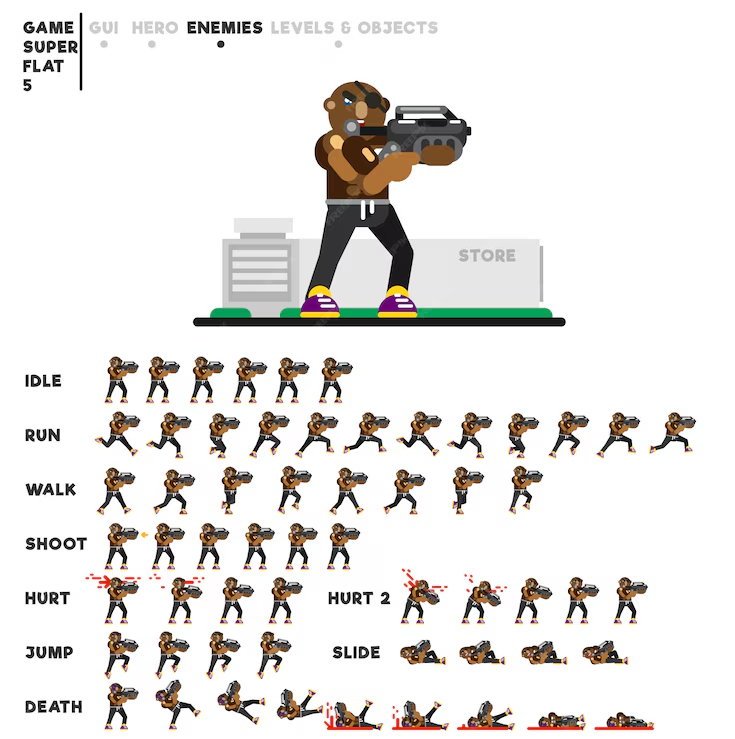 GAME
SUPER
FLAT
5
GUI HERO ENEMIES LEVELS & OBJECTS
STORE
IDLE
RUN
WALK
SHOOT
HURT HURT 2
JUMP SLIDE
DEATH